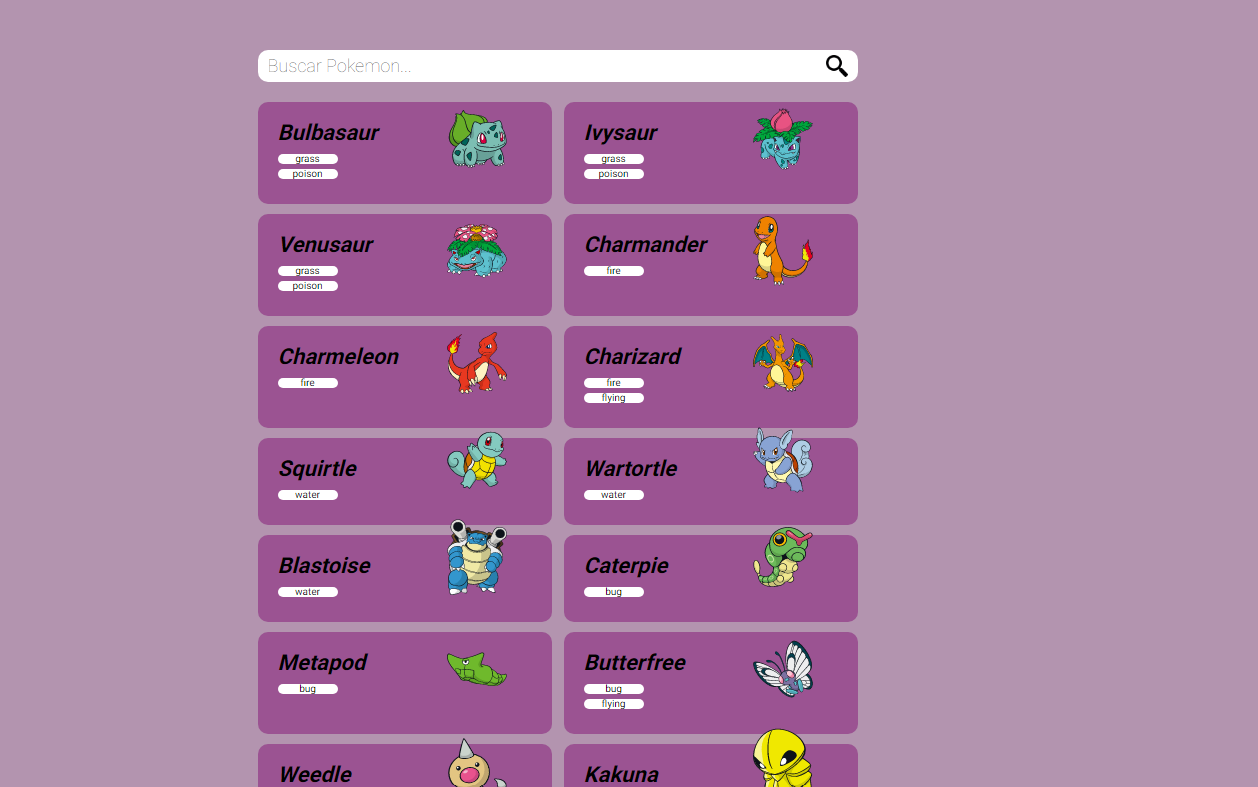 Buscar Pokemon...
Bulbasaur
grass
poison
Ivysaur
grass
poison
Venusaur
grass
poison
Charmander
fire
Charmeleon
fire
Charizard
fire
flying
Squirtle
water
Wartortle
water
Blastoise
water
Caterpie
bug
Metapod
bug
Butterfree
bug
flying
Weedle
Kakuna